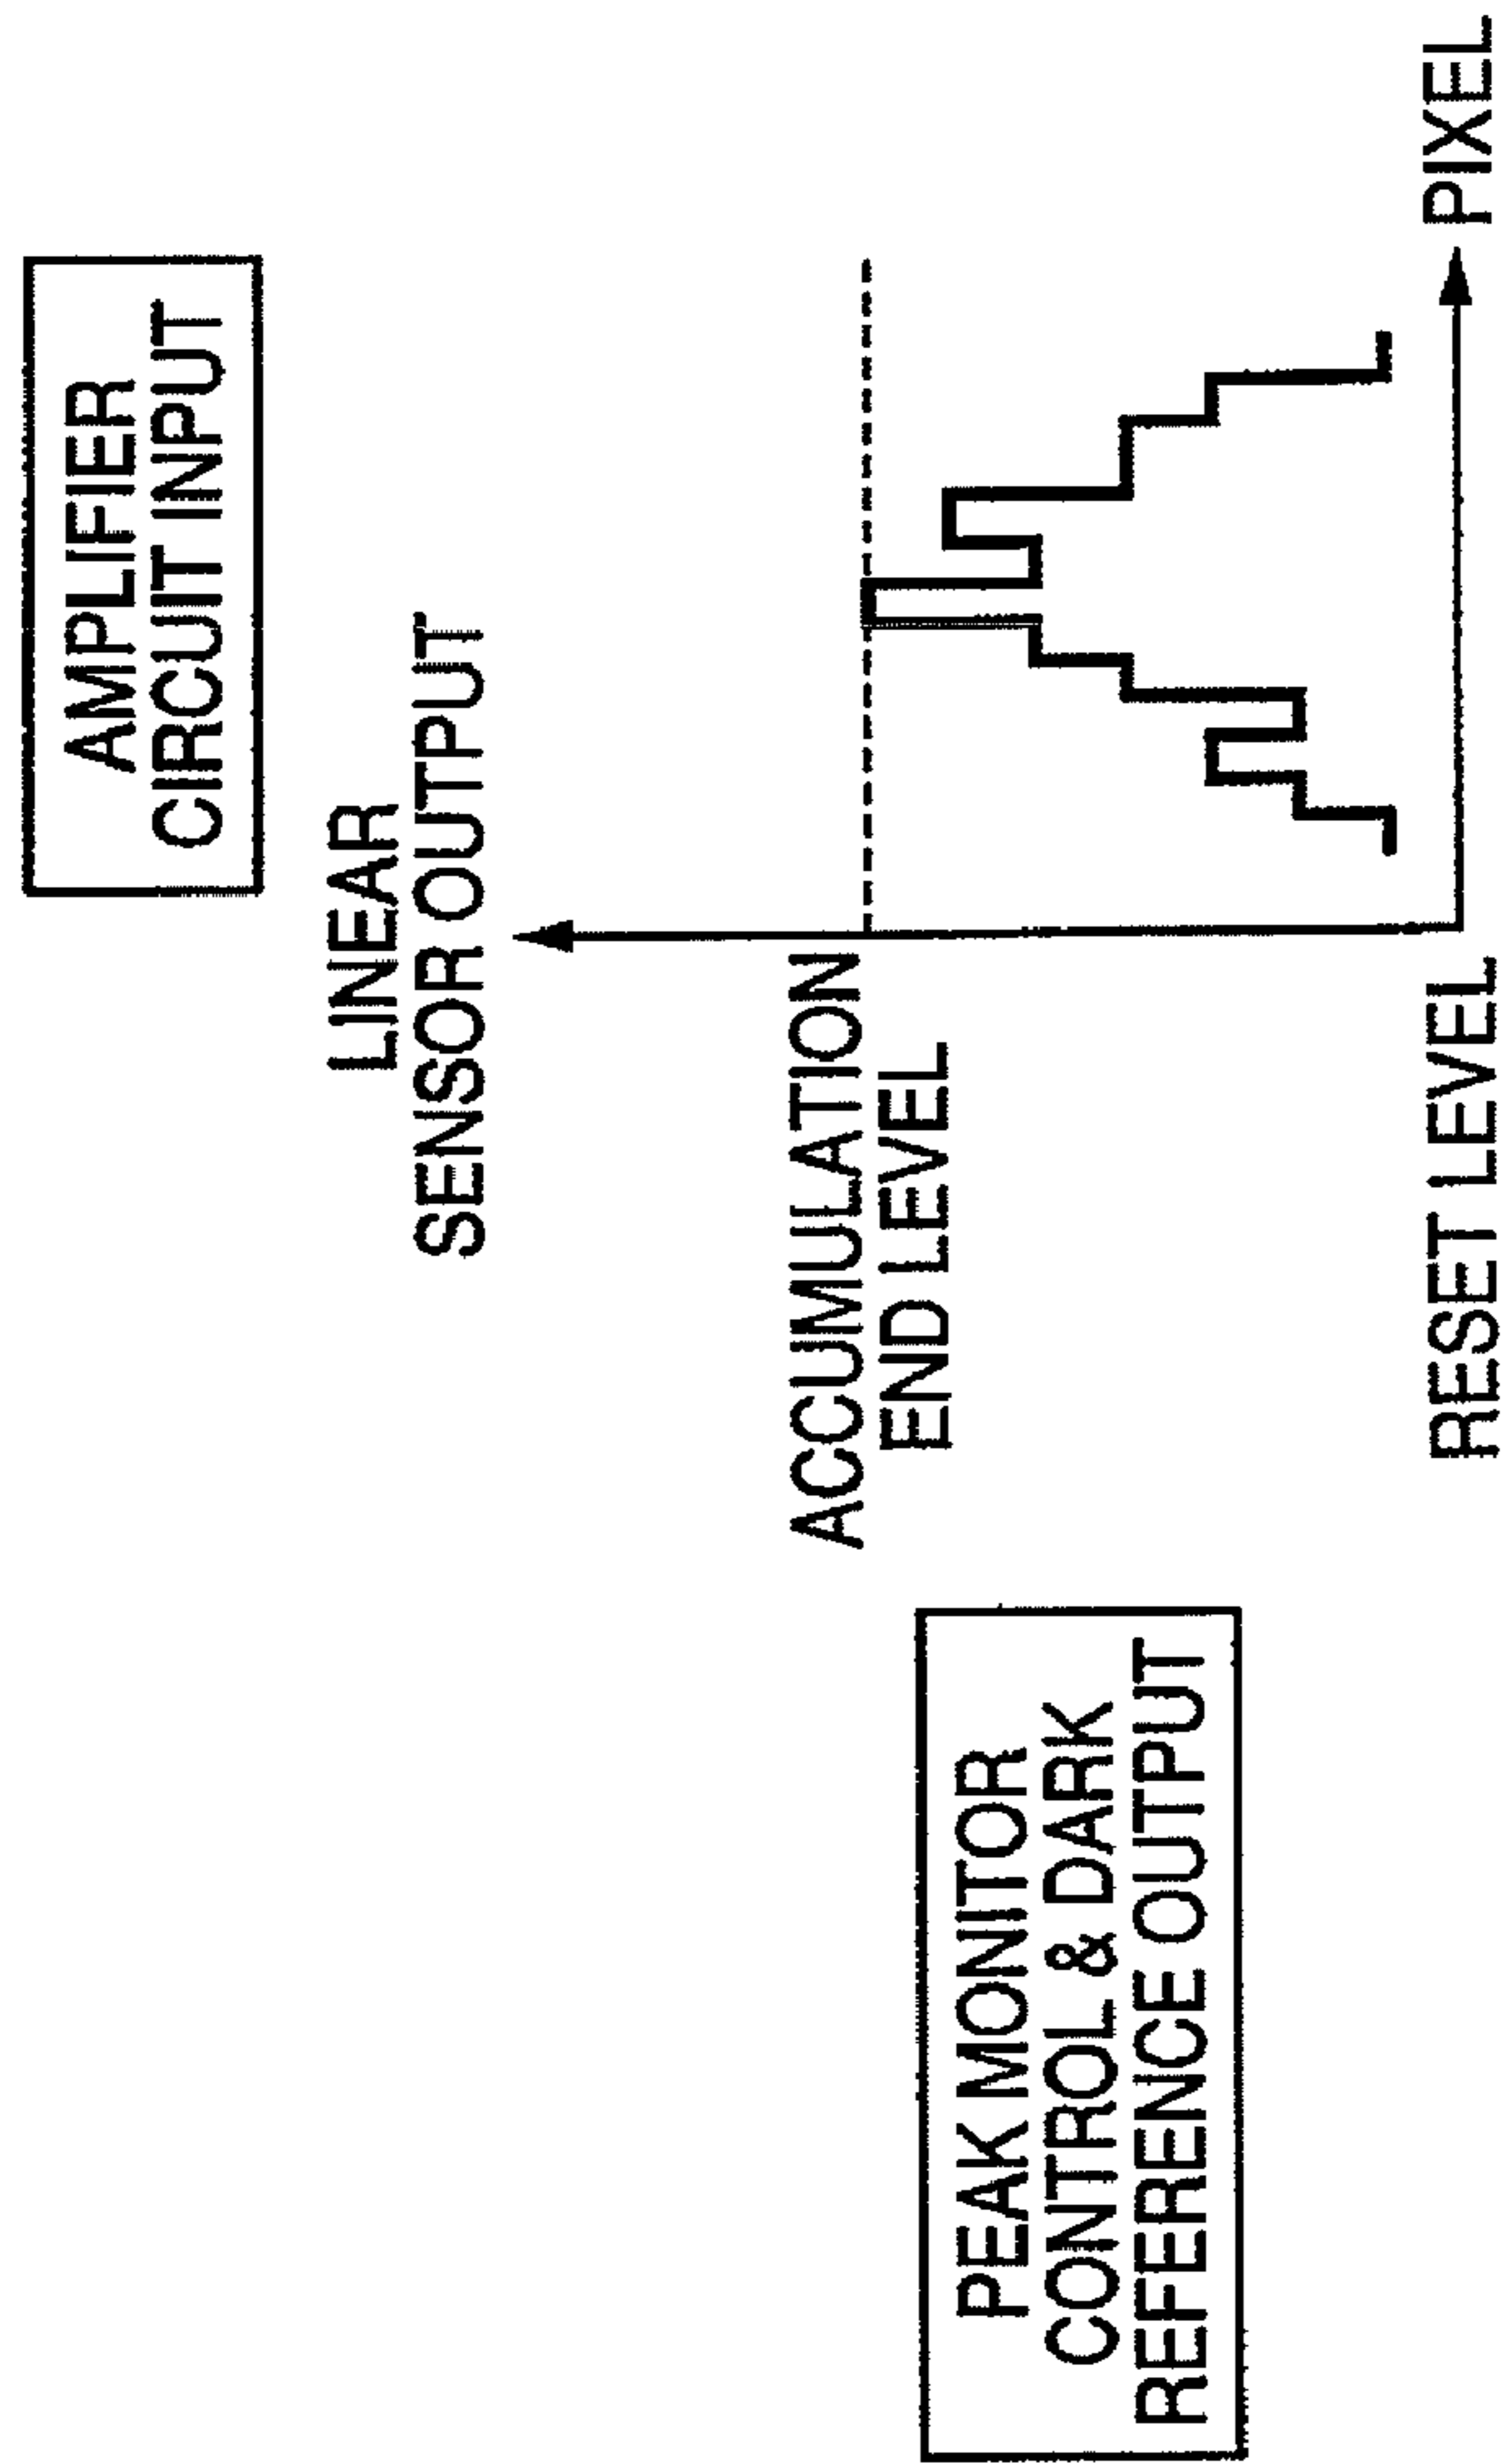 AMPLIFIER
CIRCUIT INPUT
LINEAR
SENSOR OUTPUT
ACCUMULATION
END LEVEL
RESET LEVEL
PIXEL
PEAK MONITOR
CONTROL & DARK
REFERENCE OUTPUT